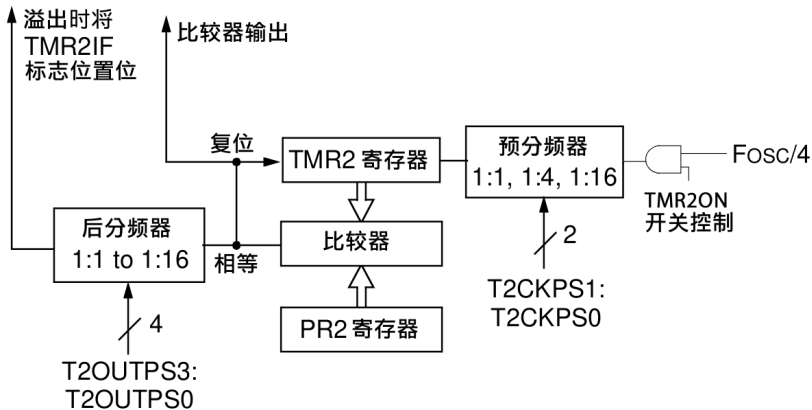 溢出时将
TMR2IF
标志位置位
比较器输出
复位
TMR2 寄存器
预分频器
1:1, 1:4, 1:16
FOSC/4
TMR2ON
开关控制
后分频器
1:1 to 1:16
相等
比较器
2
T2CKPS1:
T2CKPS0
PR2 寄存器
4
T2OUTPS3:
T2OUTPS0